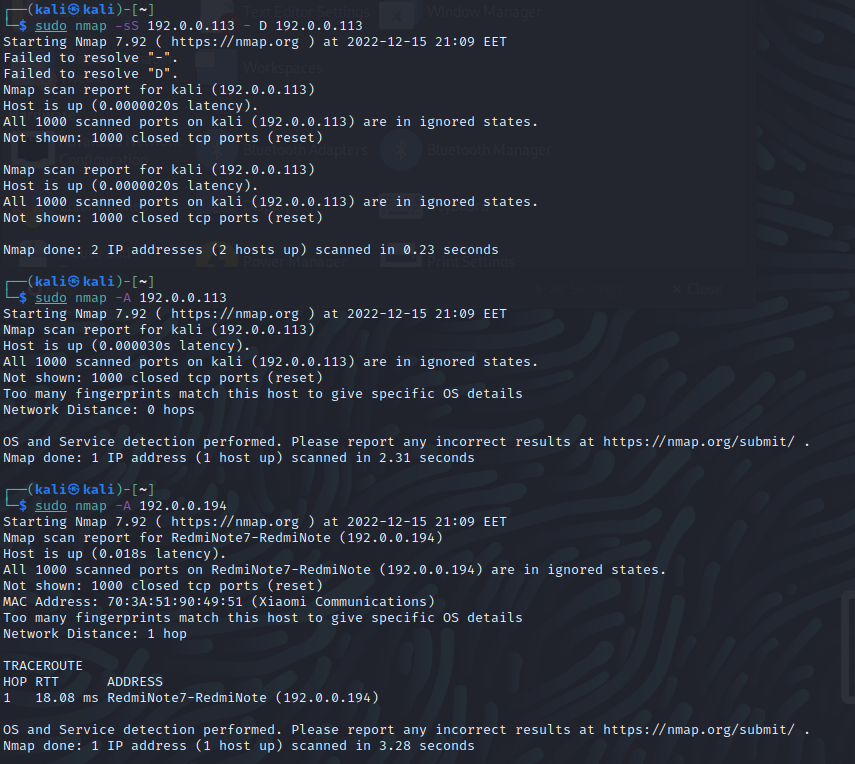 Text Editor Settings
Window Manager
┌──(kali㉿kali)-[~]
└─$ sudo nmap -sS 192.0.0.113 - D 192.0.0.113
Starting Nmap 7.92 ( https://nmap.org ) at 2022-12-15 21:09 EET
Failed to resolve "-".
Workspaces
Failed to resolve "D".
Nmap scan report for kali (192.0.0.113)
Host is up (0.0000020s latency).
All 1000 scanned ports on kali (192.0.0.113) are in ignored states.
Not shown: 1000 closed tcp ports (reset)
Bluetooth Adapters
Bluetooth Manager
Nmap scan report for kali (192.0.0.113)
Host is up (0.0000020s latency).
All 1000 scanned ports on kali (192.0.0.113) are in ignored states.
Not shown: 1000 closed tcp ports (reset)
Nmap done: 2 IP addresses (2 hosts up) scanned in 0.23 seconds
Power Manager
Print Settings
┌──(kali㉿kali)-[~]
└─$ sudo nmap -A 192.0.0.113
Close
Starting Nmap 7.92 ( https://nmap.org ) at 2022-12-15 21:09 EET
Nmap scan report for kali (192.0.0.113)
Host is up (0.000030s latency).
All 1000 scanned ports on kali (192.0.0.113) are in ignored states.
Not shown: 1000 closed tcp ports (reset)
Too many fingerprints match this host to give specific OS details
Network Distance: 0 hops
OS and Service detection performed. Please report any incorrect results at https://nmap.org/submit/ .
Nmap done: 1 IP address (1 host up) scanned in 2.31 seconds
┌──(kali㉿kali)-[~]
└─$ sudo nmap -A 192.0.0.194
Starting Nmap 7.92 ( https://nmap.org ) at 2022-12-15 21:09 EET
Nmap scan report for RedmiNote7-RedmiNote (192.0.0.194)
Host is up (0.018s latency).
All 1000 scanned ports on RedmiNote7-RedmiNote (192.0.0.194) are in ignored states.
Not shown: 1000 closed tcp ports (reset)
MAC Address: 70:3A:51:90:49:51 (Xiaomi Communications)
Too many fingerprints match this host to give specific OS details
Network Distance: 1 hop
TRACEROUTE
HOP RTT      ADDRESS
1   18.08 ms RedmiNote7-RedmiNote (192.0.0.194)
OS and Service detection performed. Please report any incorrect results at https://nmap.org/submit/ .
Nmap done: 1 IP address (1 host up) scanned in 3.28 seconds